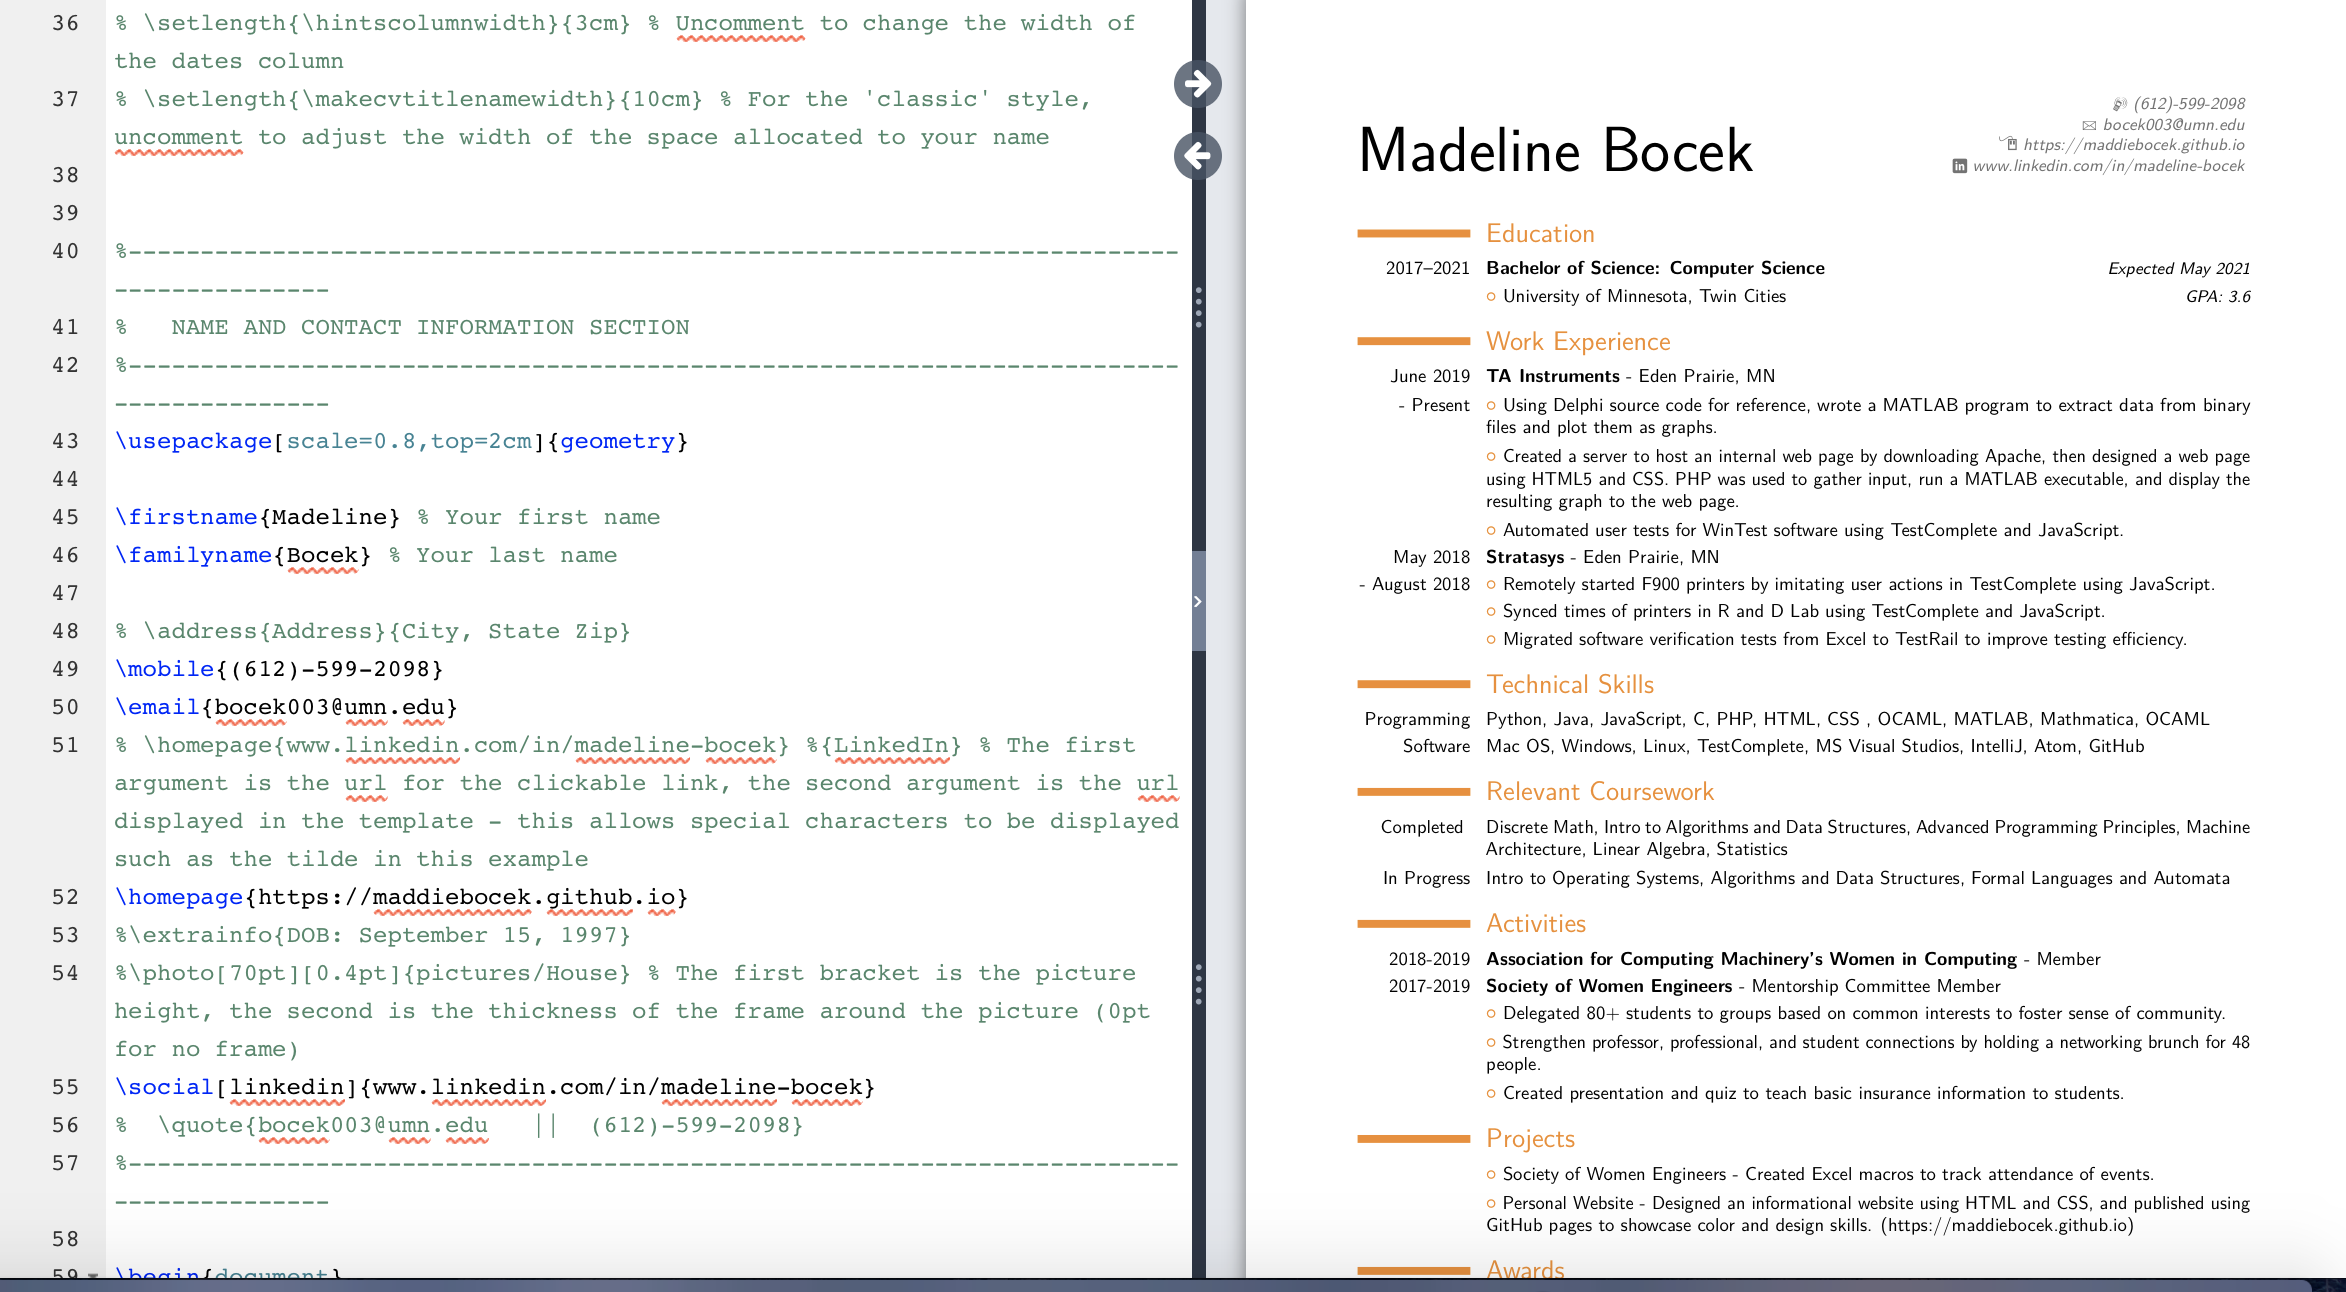 36 % \setlength{\hintscolumnwidth}{3cm} % Uncomment to change the width of
the dates column
37 % \setlength{\makecvtitlenamewidth}{10cm} % For the 'classic' style,
uncomment to adjust the width of the space allocated to your name
38
39
40 %-------------------------------------------------------------------------
---------------
41 %   NAME AND CONTACT INFORMATION SECTION
42 %-------------------------------------------------------------------------
---------------
43 \usepackage[scale=0.8,top=2cm]{geometry}
44
45 \firstname{Madeline} % Your first name
46 \familyname{Bocek} % Your last name
47
48 % \address{Address}{City, State Zip}
49 \mobile{(612)-599-2098}
50 \email{bocek003@umn.edu}
51 % \homepage{www.linkedin.com/in/madeline-bocek} %{LinkedIn} % The first
argument is the url for the clickable link, the second argument is the url
displayed in the template - this allows special characters to be displayed
such as the tilde in this example
52 \homepage{https://maddiebocek.github.io}
53 %\extrainfo{DOB: September 15, 1997}
54 %\photo[70pt][0.4pt]{pictures/House} % The first bracket is the picture
height, the second is the thickness of the frame around the picture (0pt
for no frame)
55 \social[linkedin]{www.linkedin.com/in/madeline-bocek}
56 %  \quote{bocek003@umn.edu   ||  (612)-599-2098}
57 %-------------------------------------------------------------------------
---------------
58
59 \begin{document}
(612)-599-2098
bocek003@umn.edu
https://maddiebocek.github.io
www.linkedin.com/in/madeline-bocek
Madeline Bocek
Education
2017–2021 Bachelor of Science: Computer Science Expected May 2021
○ University of Minnesota, Twin Cities GPA: 3.6
Work Experience
June 2019 TA Instruments - Eden Prairie, MN
- Present ○ Using Delphi source code for reference, wrote a MATLAB program to extract data from binary
files and plot them as graphs.
○ Created a server to host an internal web page by downloading Apache, then designed a web page
using HTML5 and CSS. PHP was used to gather input, run a MATLAB executable, and display the
resulting graph to the web page.
○ Automated user tests for WinTest software using TestComplete and JavaScript.
May 2018 Stratasys - Eden Prairie, MN
- August 2018 ○ Remotely started F900 printers by imitating user actions in TestComplete using JavaScript.
○ Synced times of printers in R and D Lab using TestComplete and JavaScript.
○ Migrated software verification tests from Excel to TestRail to improve testing efficiency.
Technical Skills
Programming Python, Java, JavaScript, C, PHP, HTML, CSS , OCAML, MATLAB, Mathmatica, OCAML
Software Mac OS, Windows, Linux, TestComplete, MS Visual Studios, IntelliJ, Atom, GitHub
Relevant Coursework
Completed Discrete Math, Intro to Algorithms and Data Structures, Advanced Programming Principles, Machine
Architecture, Linear Algebra, Statistics
In Progress Intro to Operating Systems, Algorithms and Data Structures, Formal Languages and Automata
Activities
2018-2019 Association for Computing Machinery's Women in Computing - Member
2017-2019 Society of Women Engineers - Mentorship Committee Member
○ Delegated 80+ students to groups based on common interests to foster sense of community.
○ Strengthen professor, professional, and student connections by holding a networking brunch for 48
people.
○ Created presentation and quiz to teach basic insurance information to students.
Projects
○ Society of Women Engineers - Created Excel macros to track attendance of events.
○ Personal Website - Designed an informational website using HTML and CSS, and published using
GitHub pages to showcase color and design skills. (https://maddiebocek.github.io)
Awards